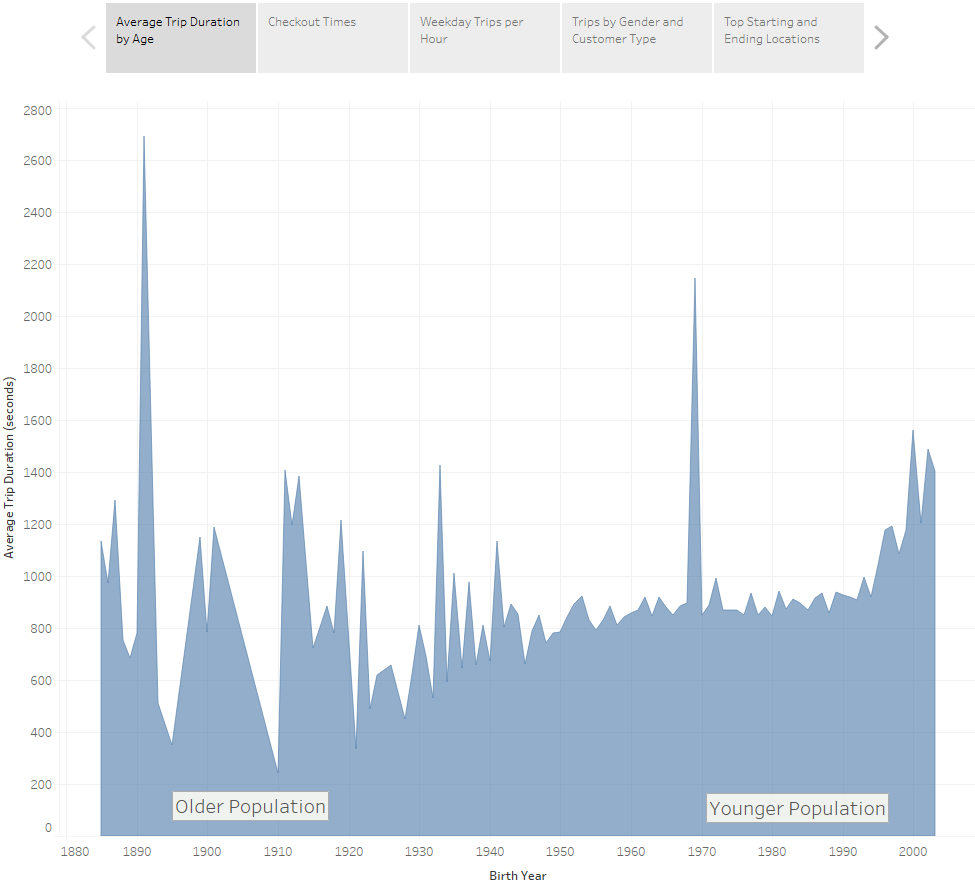 Average Trip Duration
by Age
Checkout Times
Weekday Trips per
Hour
Trips by Gender and
Customer Type
Top Starting and
Ending Locations
Average Trip Duration (seconds)
2800
2600
2400
2200
2000
1800
1600
1400
1200
1000
800
600
400
200
0
Older Population
Younger Population
1880 1890 1900 1910 1920 1930 1940 1950 1960 1970 1980 1990 2000
Birth Year